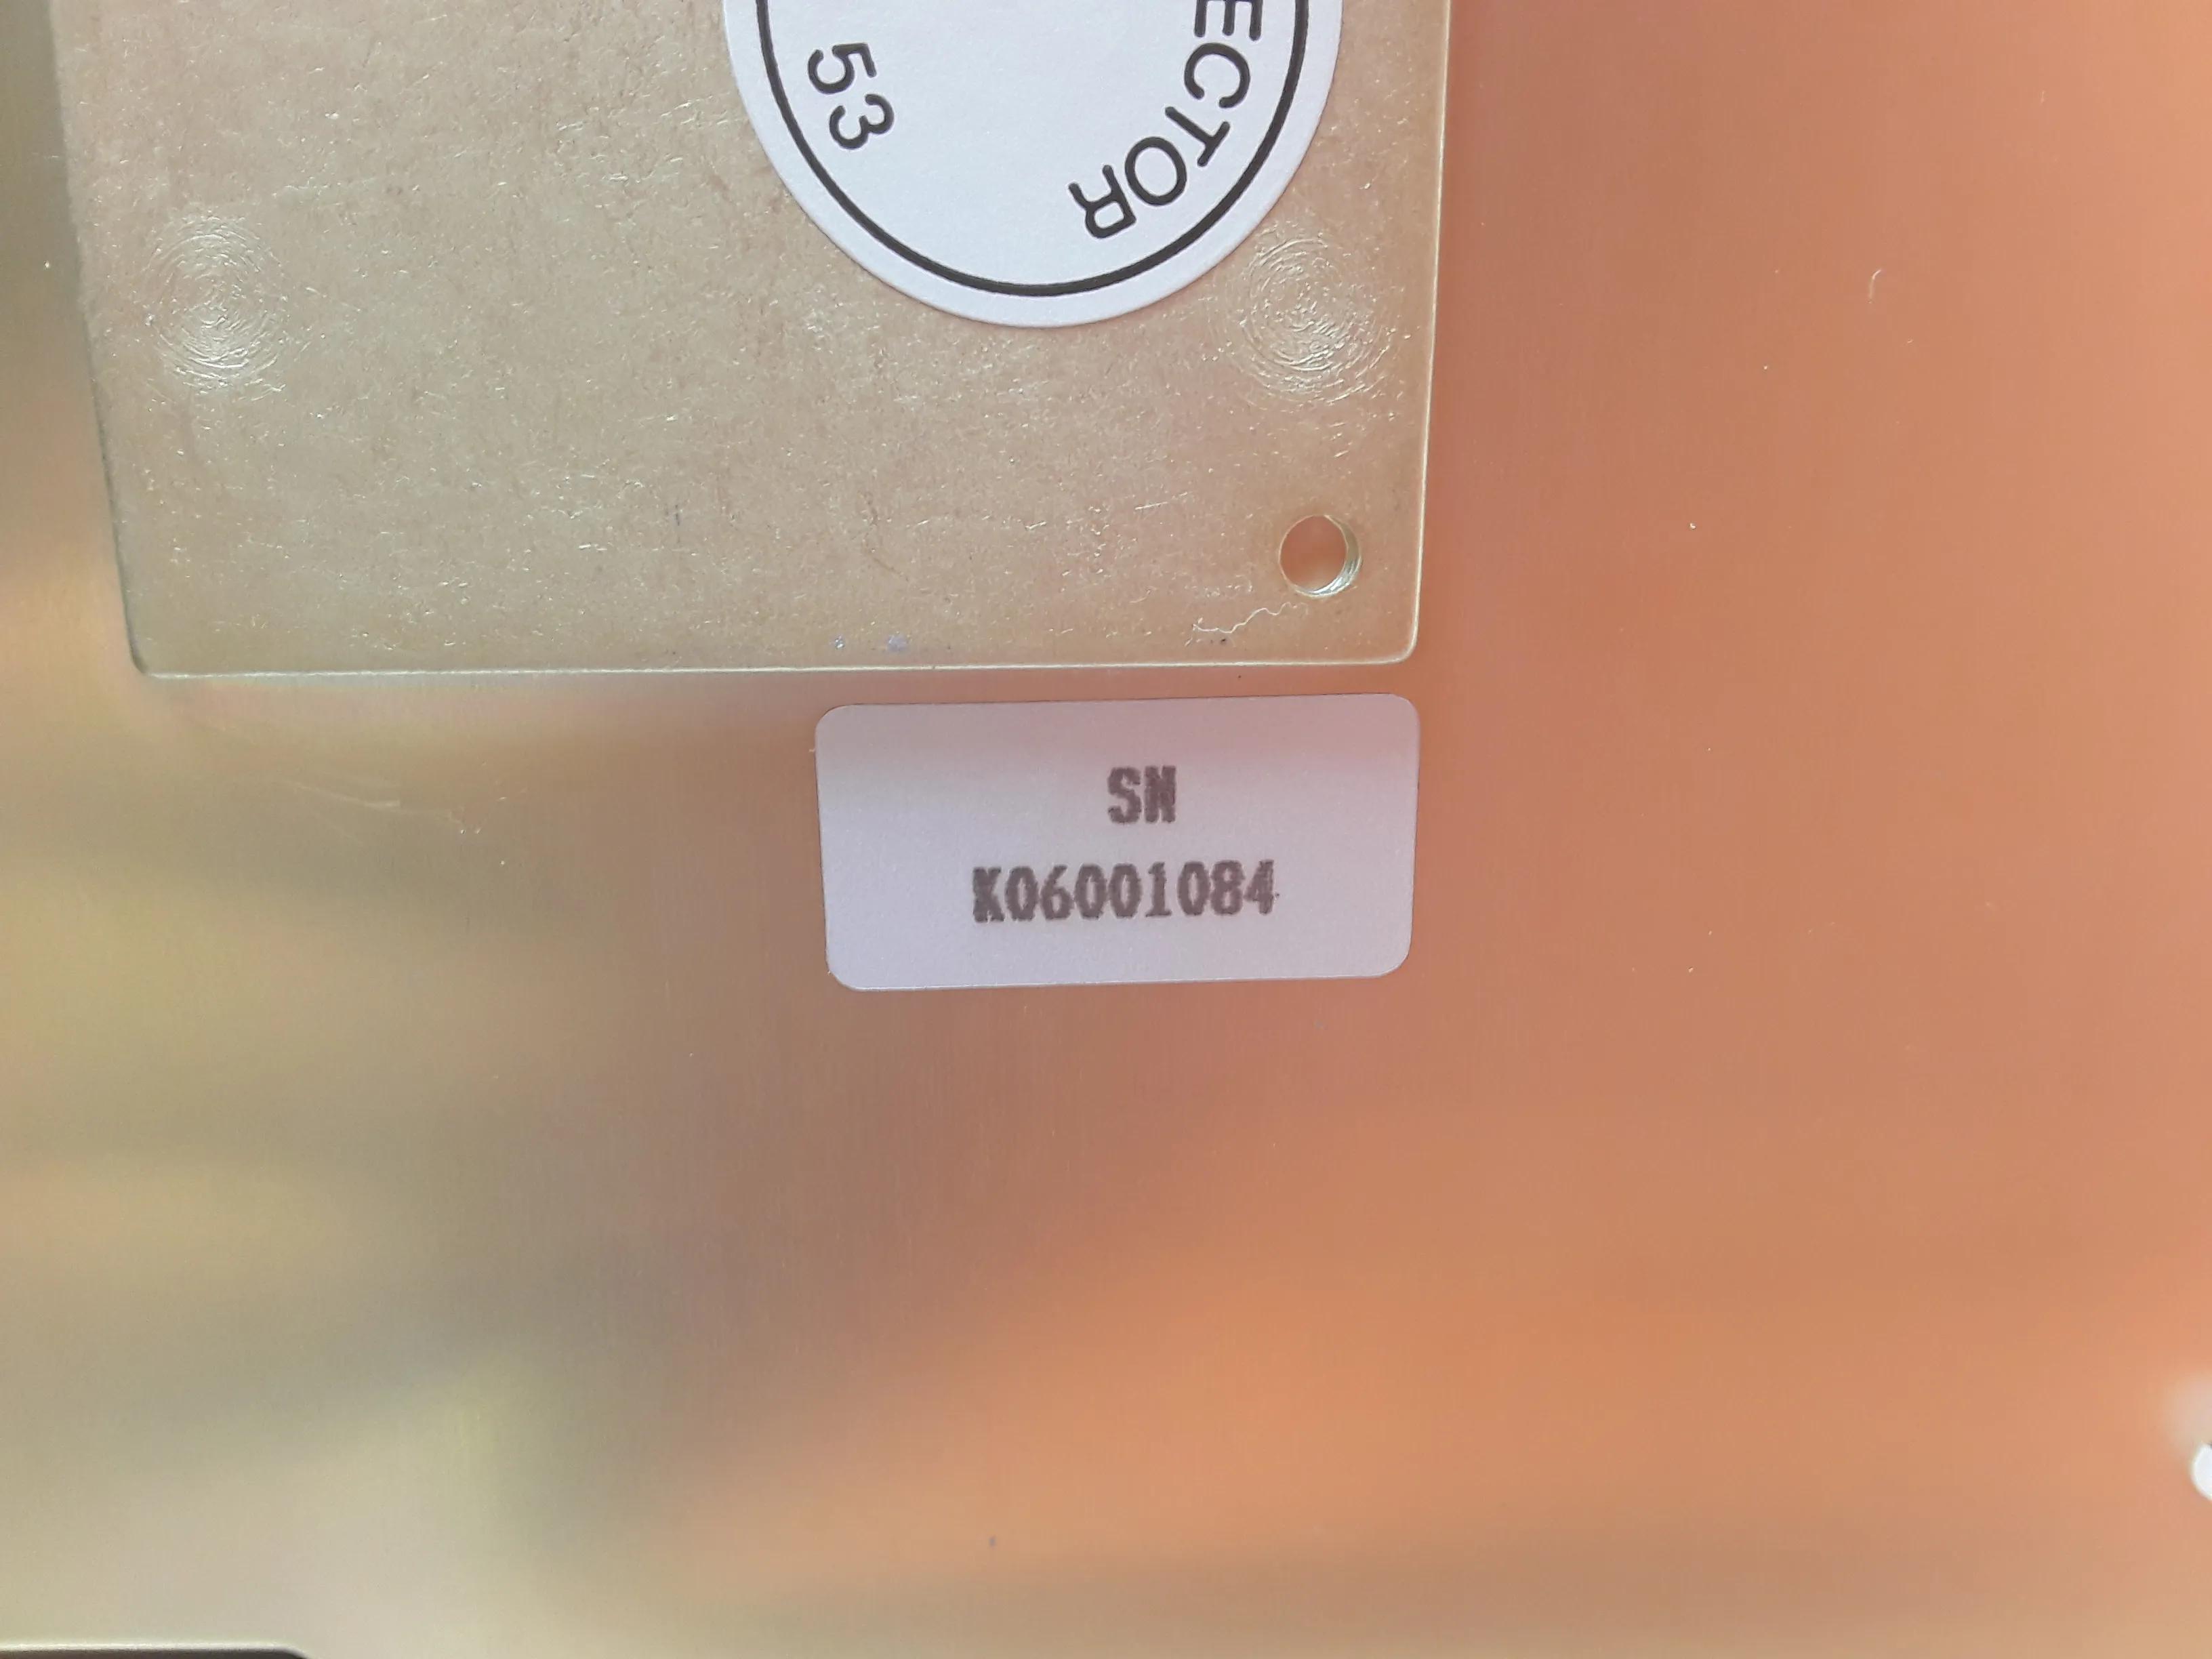 ECTOR
53
SN
K06001084